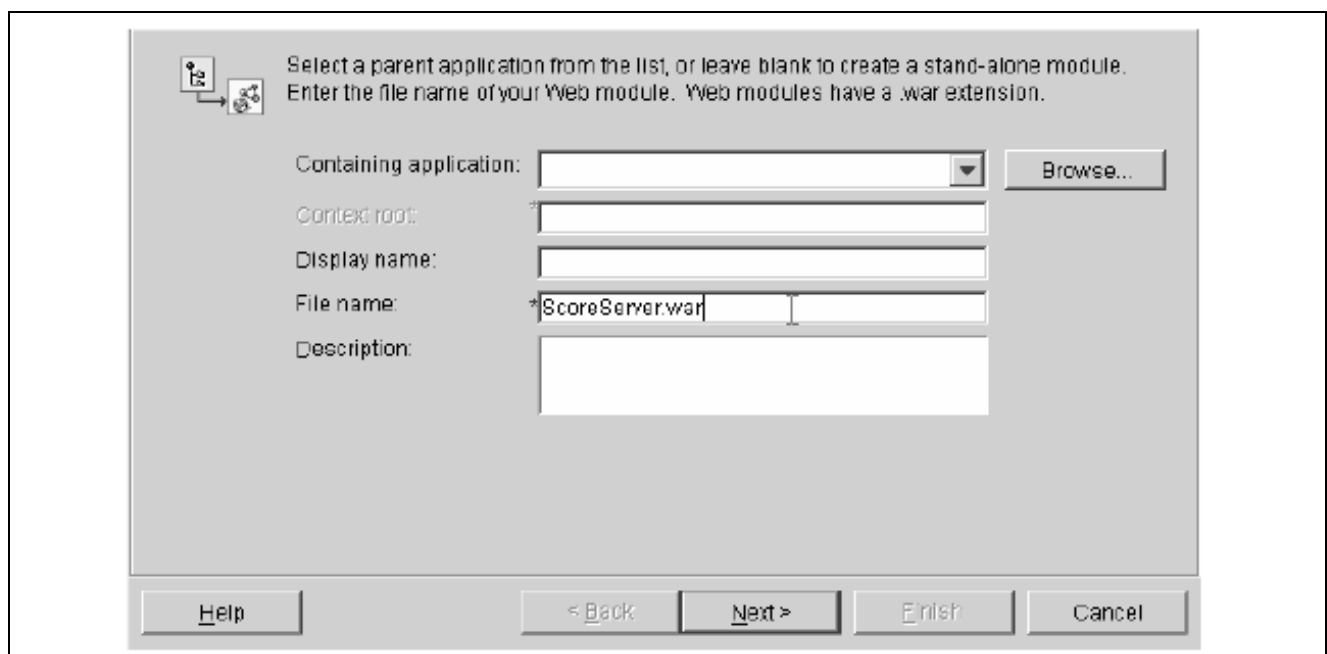 Select a parent application from the list, or leave blank to create a stand-alone module.
Enter the file name of your Web module. Web modules have a .war extension.
Containing application:
Browse...
Context root: *
Display name:
File name: *ScoreServer.war
Description:
Help
< Back
Next >
Finish
Cancel